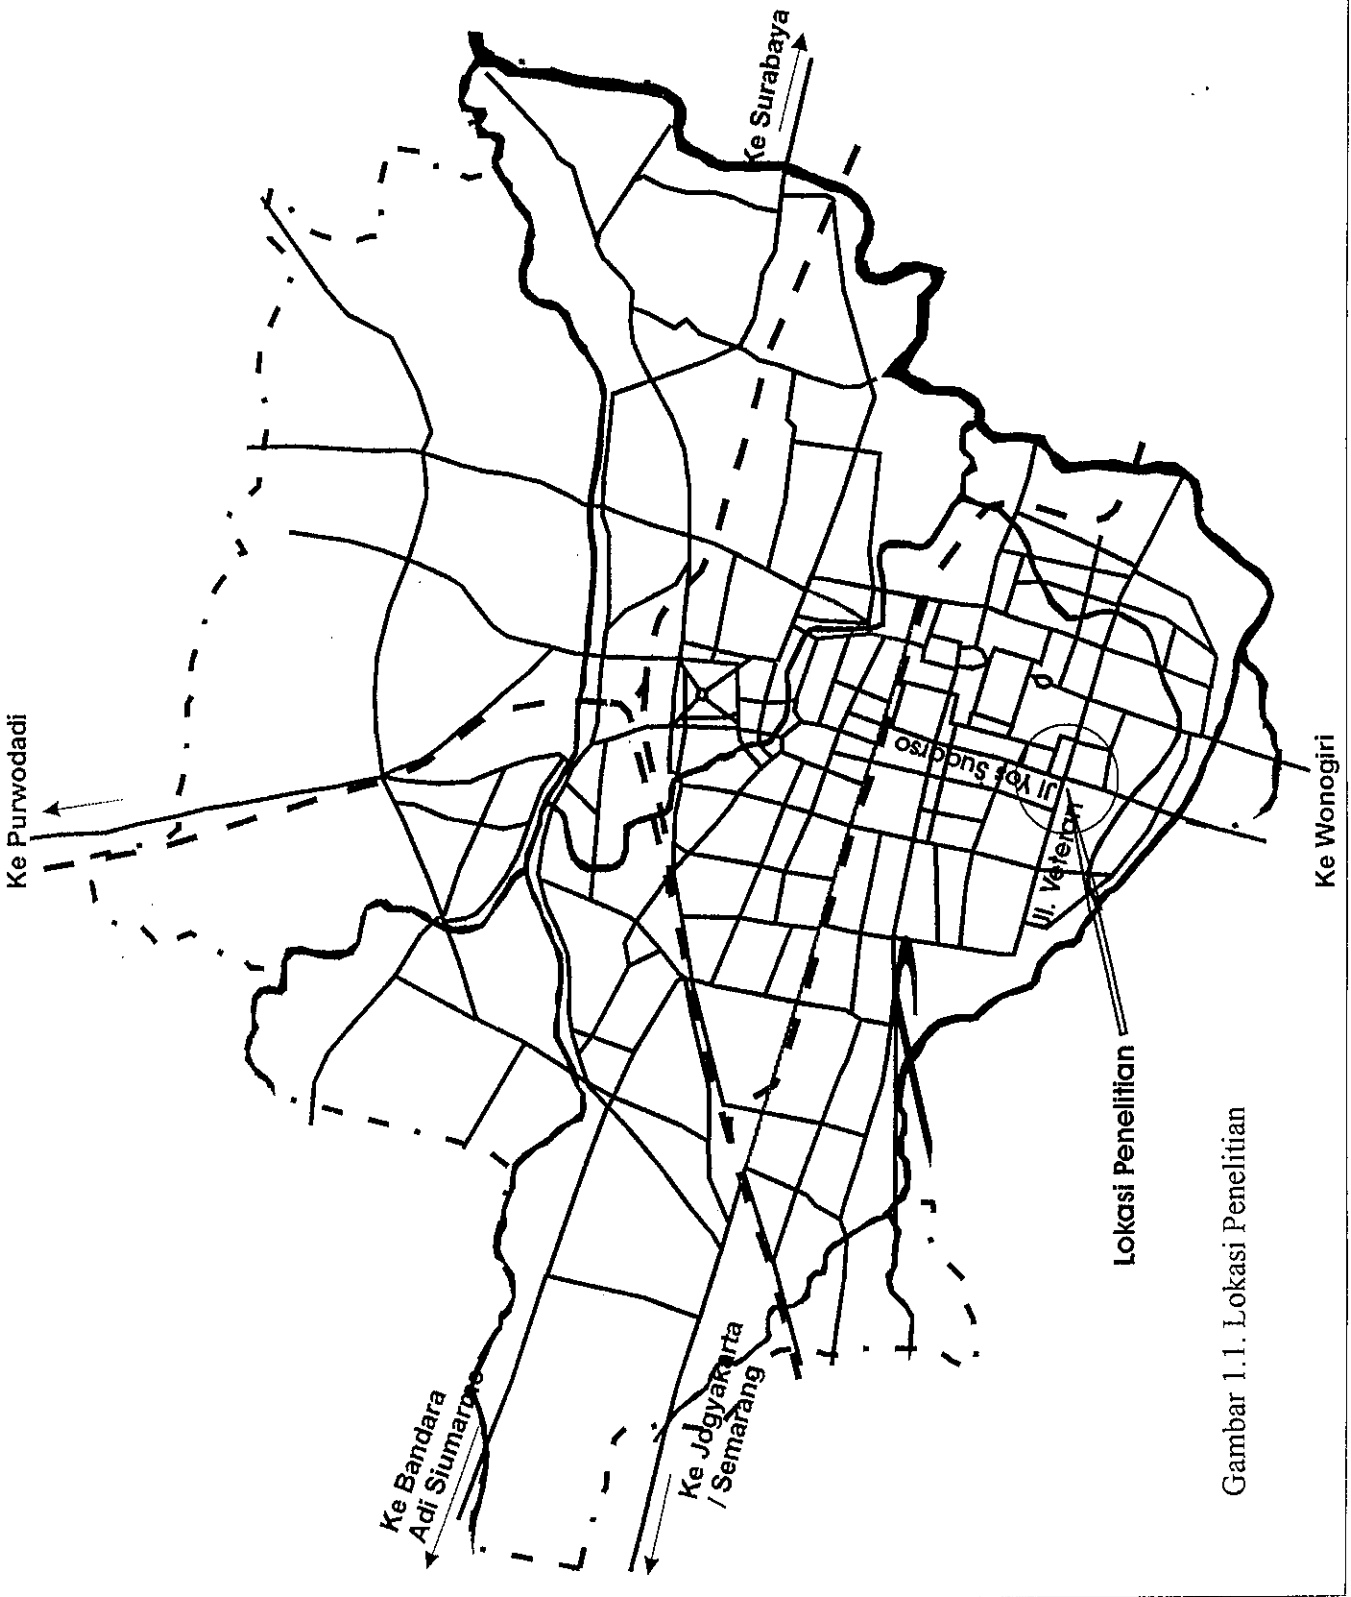 Ke Purwodadi
Ke Surabaya
Ke Bandara
Adi Siumarmo
Ke Jogyakarta
/ Semarang
Jl Yos Sudarso
Jl. Veteran
Lokasi Penelitian
Ke Wonogiri
Gambar 1.1. Lokasi Penelitian